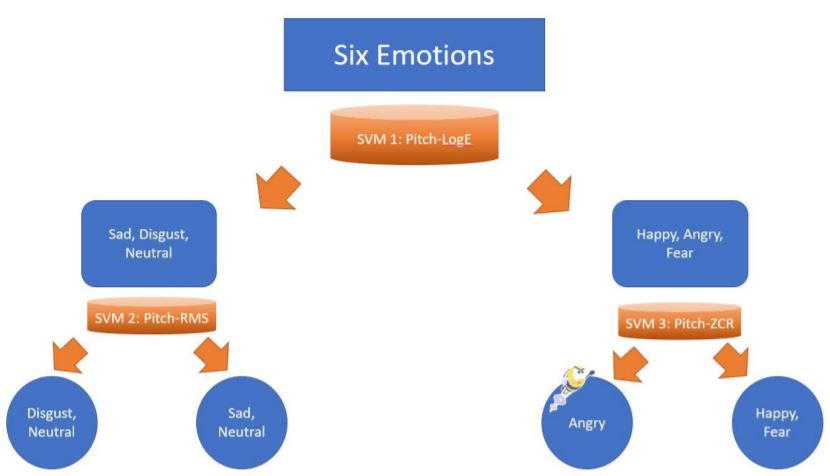 Six Emotions
SVM 1: Pitch-LogE
Sad, Disgust,
Neutral
Happy, Angry,
Fear
SVM 2: Pitch-RMS
SVM 3: Pitch-ZCR
Disgust,
Neutral
Sad,
Neutral
Angry
Happy,
Fear